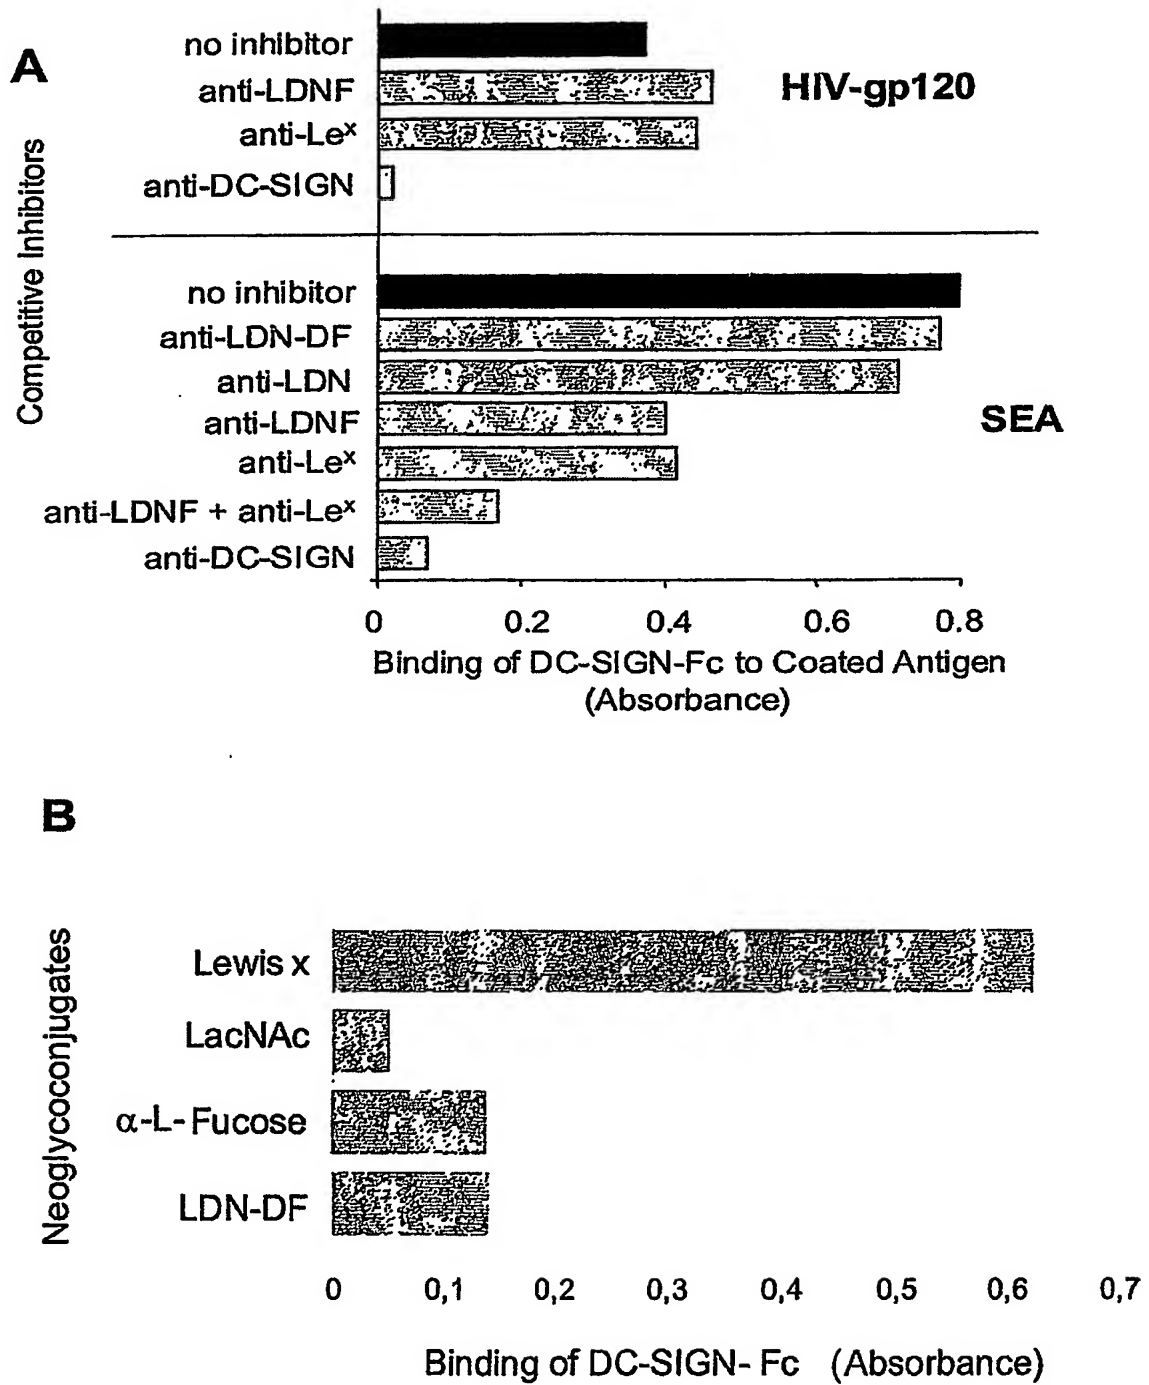 A
Competitive Inhibitors
no inhibitor
anti-LDNF
anti-Leˣ
anti-DC-SIGN
HIV-gp120
no inhibitor
anti-LDN-DF
anti-LDN
anti-LDNF
anti-Leˣ
anti-LDNF + anti-Leˣ
anti-DC-SIGN
SEA
0 0.2 0.4 0.6 0.8
Binding of DC-SIGN-Fc to Coated Antigen
(Absorbance)
B
Neoglycoconjugates
Lewis x
LacNAc
α-L-Fucose
LDN-DF
0 0,1 0,2 0,3 0,4 0,5 0,6 0,7
Binding of DC-SIGN- Fc (Absorbance)